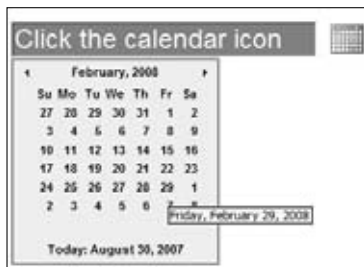 Click the calendar icon
February, 2008
Su Mo Tu We Th Fr Sa
27 28 29 30 31 1 2
3 4 5 6 7 8 9
10 11 12 13 14 15 16
17 18 19 20 21 22 23
24 25 26 27 28 29 1
2 3 4 5 6 7 8
Friday, February 29, 2008
Today: August 30, 2007